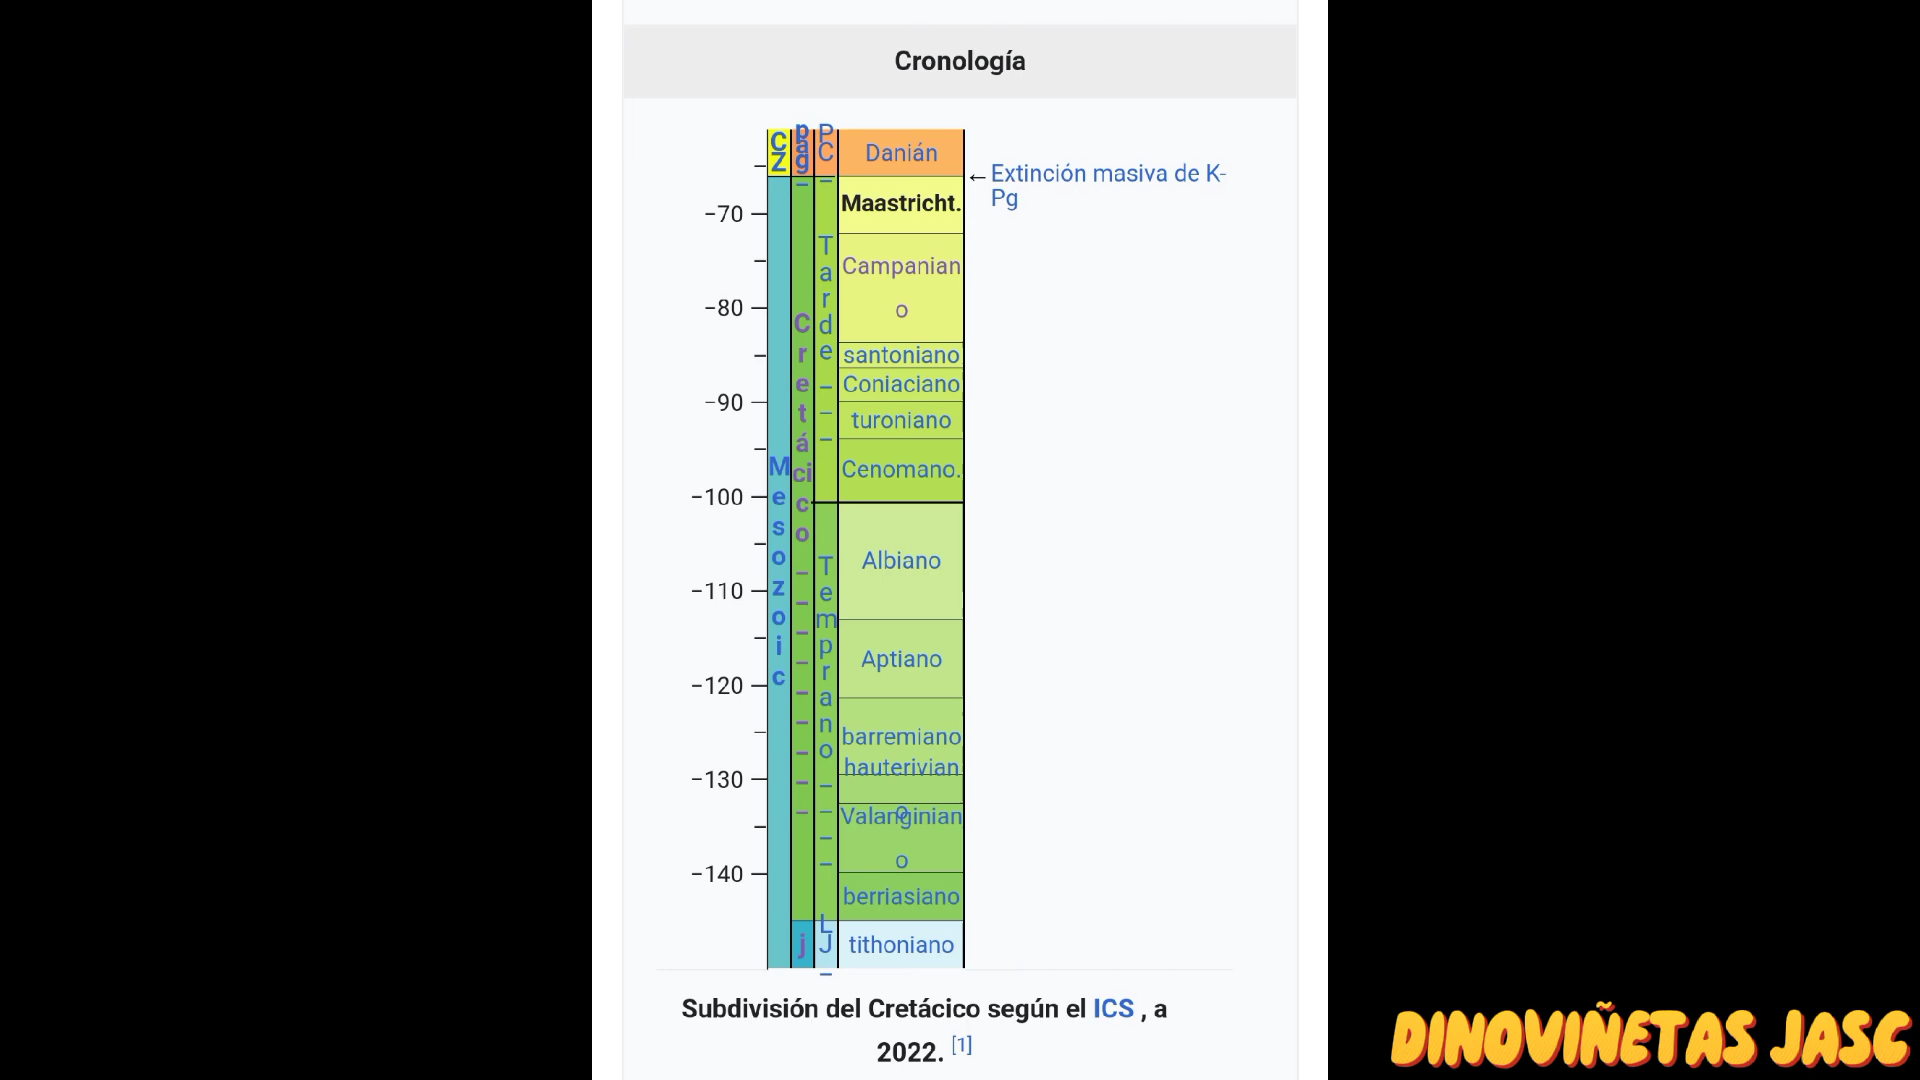 Cronología
CZ
Pag
PC
Danián
← Extinción masiva de K-
Pg
−70
Maastricht.
Campanian
o
−80
santoniano
Coniaciano
−90
turoniano
Cenomano.
−100
Albiano
−110
Aptiano
−120
barremiano
hauterivian
o
−130
Valanginian
o
−140
berriasiano
tithoniano
Mesozoic
Cretácico
Tarde
Temprano
j
LJ
Subdivisión del Cretácico según el ICS , a
2022. [1]
DINOVIÑETAS JASC